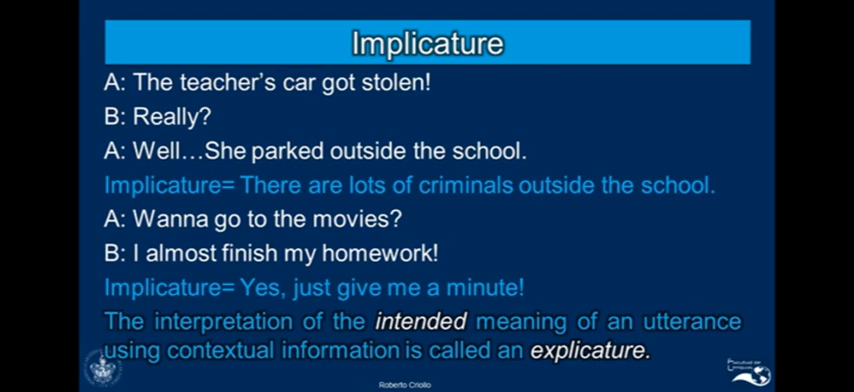 Implicature
A: The teacher's car got stolen!
B: Really?
A: Well...She parked outside the school.
Implicature= There are lots of criminals outside the school.
A: Wanna go to the movies?
B: I almost finish my homework!
Implicature= Yes, just give me a minute!
The interpretation of the intended meaning of an utterance
using contextual information is called an explicature.
Roberto Criollo